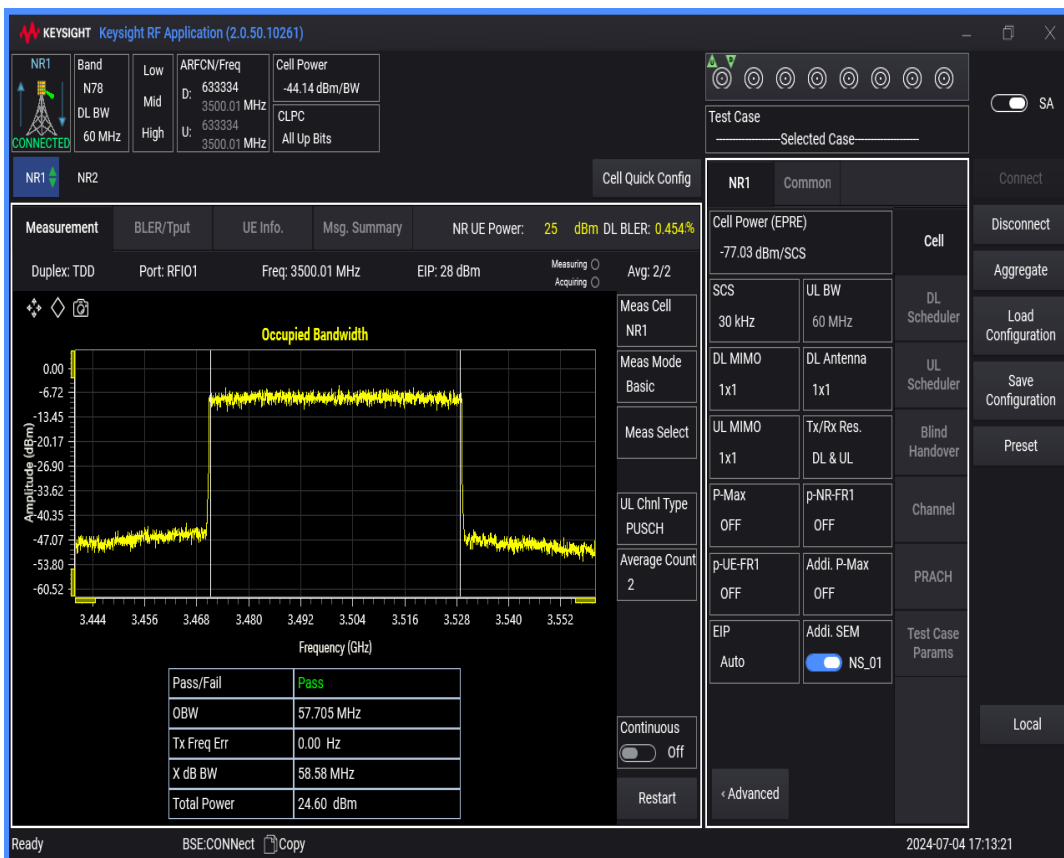 KEYSIGHT Keysight RF Application (2.0.50.10261)
NR1
CONNECTED
Band
N78
DL BW
60 MHz
Low
Mid
High
ARFCN/Freq
D: 633334
3500.01 MHz
U: 633334
3500.01 MHz
Cell Power
-44.14 dBm/BW
CLPC
All Up Bits
Test Case
------------------Selected Case------------------
SA
NR1 NR2 Cell Quick Config
Measurement BLER/Tput UE Info. Msg. Summary NR UE Power: 25 dBm DL BLER: 0.454%
Duplex: TDD Port: RFIO1 Freq: 3500.01 MHz EIP: 28 dBm Measuring Acquiring Avg: 2/2
Occupied Bandwidth
Amplitude (dBm)
0.00
-6.72
-13.45
-20.17
-26.90
-33.62
-40.35
-47.07
-53.80
-60.52
3.444 3.456 3.468 3.480 3.492 3.504 3.516 3.528 3.540 3.552
Frequency (GHz)
Pass/Fail Pass
OBW 57.705 MHz
Tx Freq Err 0.00 Hz
X dB BW 58.58 MHz
Total Power 24.60 dBm
Meas Cell
NR1
Meas Mode
Basic
Meas Select
UL Chnl Type
PUSCH
Average Count
2
Continuous
Off
Restart
NR1 Common
Cell Power (EPRE)
-77.03 dBm/SCS
SCS
30 kHz
UL BW
60 MHz
DL MIMO
1x1
DL Antenna
1x1
UL MIMO
1x1
Tx/Rx Res.
DL & UL
P-Max
OFF
p-NR-FR1
OFF
p-UE-FR1
OFF
Addi. P-Max
OFF
EIP
Auto
Addi. SEM
NS_01
‹ Advanced
Cell
DL
Scheduler
UL
Scheduler
Blind
Handover
Channel
PRACH
Test Case
Params
Connect
Disconnect
Aggregate
Load
Configuration
Save
Configuration
Preset
Local
Ready BSE:CONNect Copy 2024-07-04 17:13:21